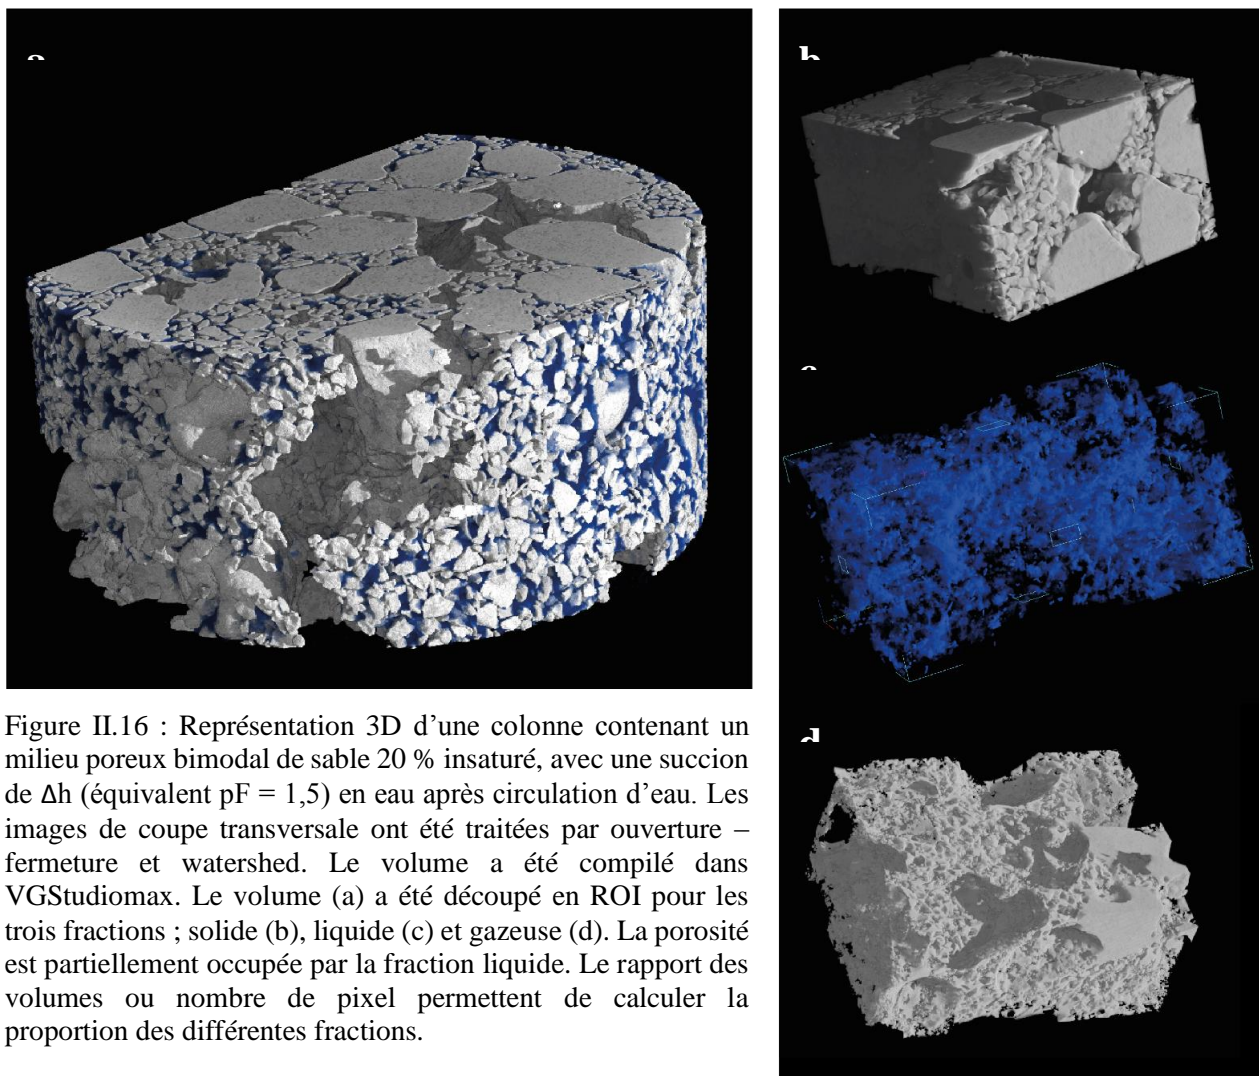 a
b
c
d
Figure II.16 : Représentation 3D d’une colonne contenant un
milieu poreux bimodal de sable 20 % insaturé, avec une succion
de Δh (équivalent pF = 1,5) en eau après circulation d’eau. Les
images de coupe transversale ont été traitées par ouverture –
fermeture et watershed. Le volume a été compilé dans
VGStudiomax. Le volume (a) a été découpé en ROI pour les
trois fractions ; solide (b), liquide (c) et gazeuse (d). La porosité
est partiellement occupée par la fraction liquide. Le rapport des
volumes ou nombre de pixel permettent de calculer la
proportion des différentes fractions.